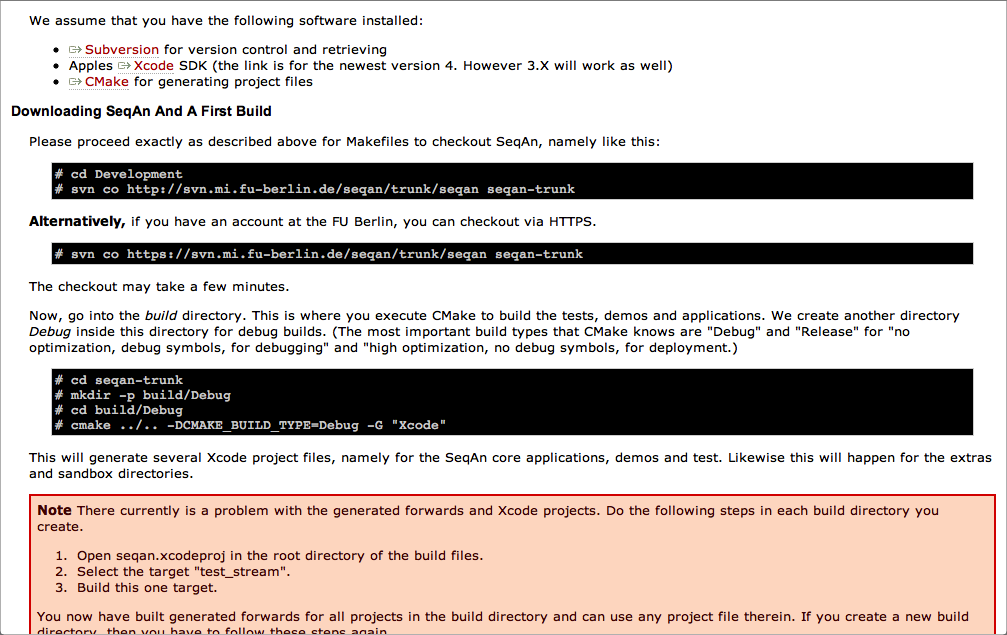 We assume that you have the following software installed:
Subversion for version control and retrieving
Apples Xcode SDK (the link is for the newest version 4. However 3.X will work as well)
CMake for generating project files
Downloading SeqAn And A First Build
Please proceed exactly as described above for Makefiles to checkout SeqAn, namely like this:
# cd Development
# svn co http://svn.mi.fu-berlin.de/seqan/trunk/seqan seqan-trunk
Alternatively, if you have an account at the FU Berlin, you can checkout via HTTPS.
# svn co https://svn.mi.fu-berlin.de/seqan/trunk/seqan seqan-trunk
The checkout may take a few minutes.
Now, go into the build directory. This is where you execute CMake to build the tests, demos and applications. We create another directory
Debug inside this directory for debug builds. (The most important build types that CMake knows are "Debug" and "Release" for "no
optimization, debug symbols, for debugging" and "high optimization, no debug symbols, for deployment.)
# cd seqan-trunk
# mkdir -p build/Debug
# cd build/Debug
# cmake ../.. -DCMAKE_BUILD_TYPE=Debug -G "Xcode"
This will generate several Xcode project files, namely for the SeqAn core applications, demos and test. Likewise this will happen for the extras
and sandbox directories.
Note There currently is a problem with the generated forwards and Xcode projects. Do the following steps in each build directory you
create.
1. Open seqan.xcodeproj in the root directory of the build files.
2. Select the target "test_stream".
3. Build this one target.
You now have built generated forwards for all projects in the build directory and can use any project file therein. If you create a new build
directory, then you have to follow these steps again.